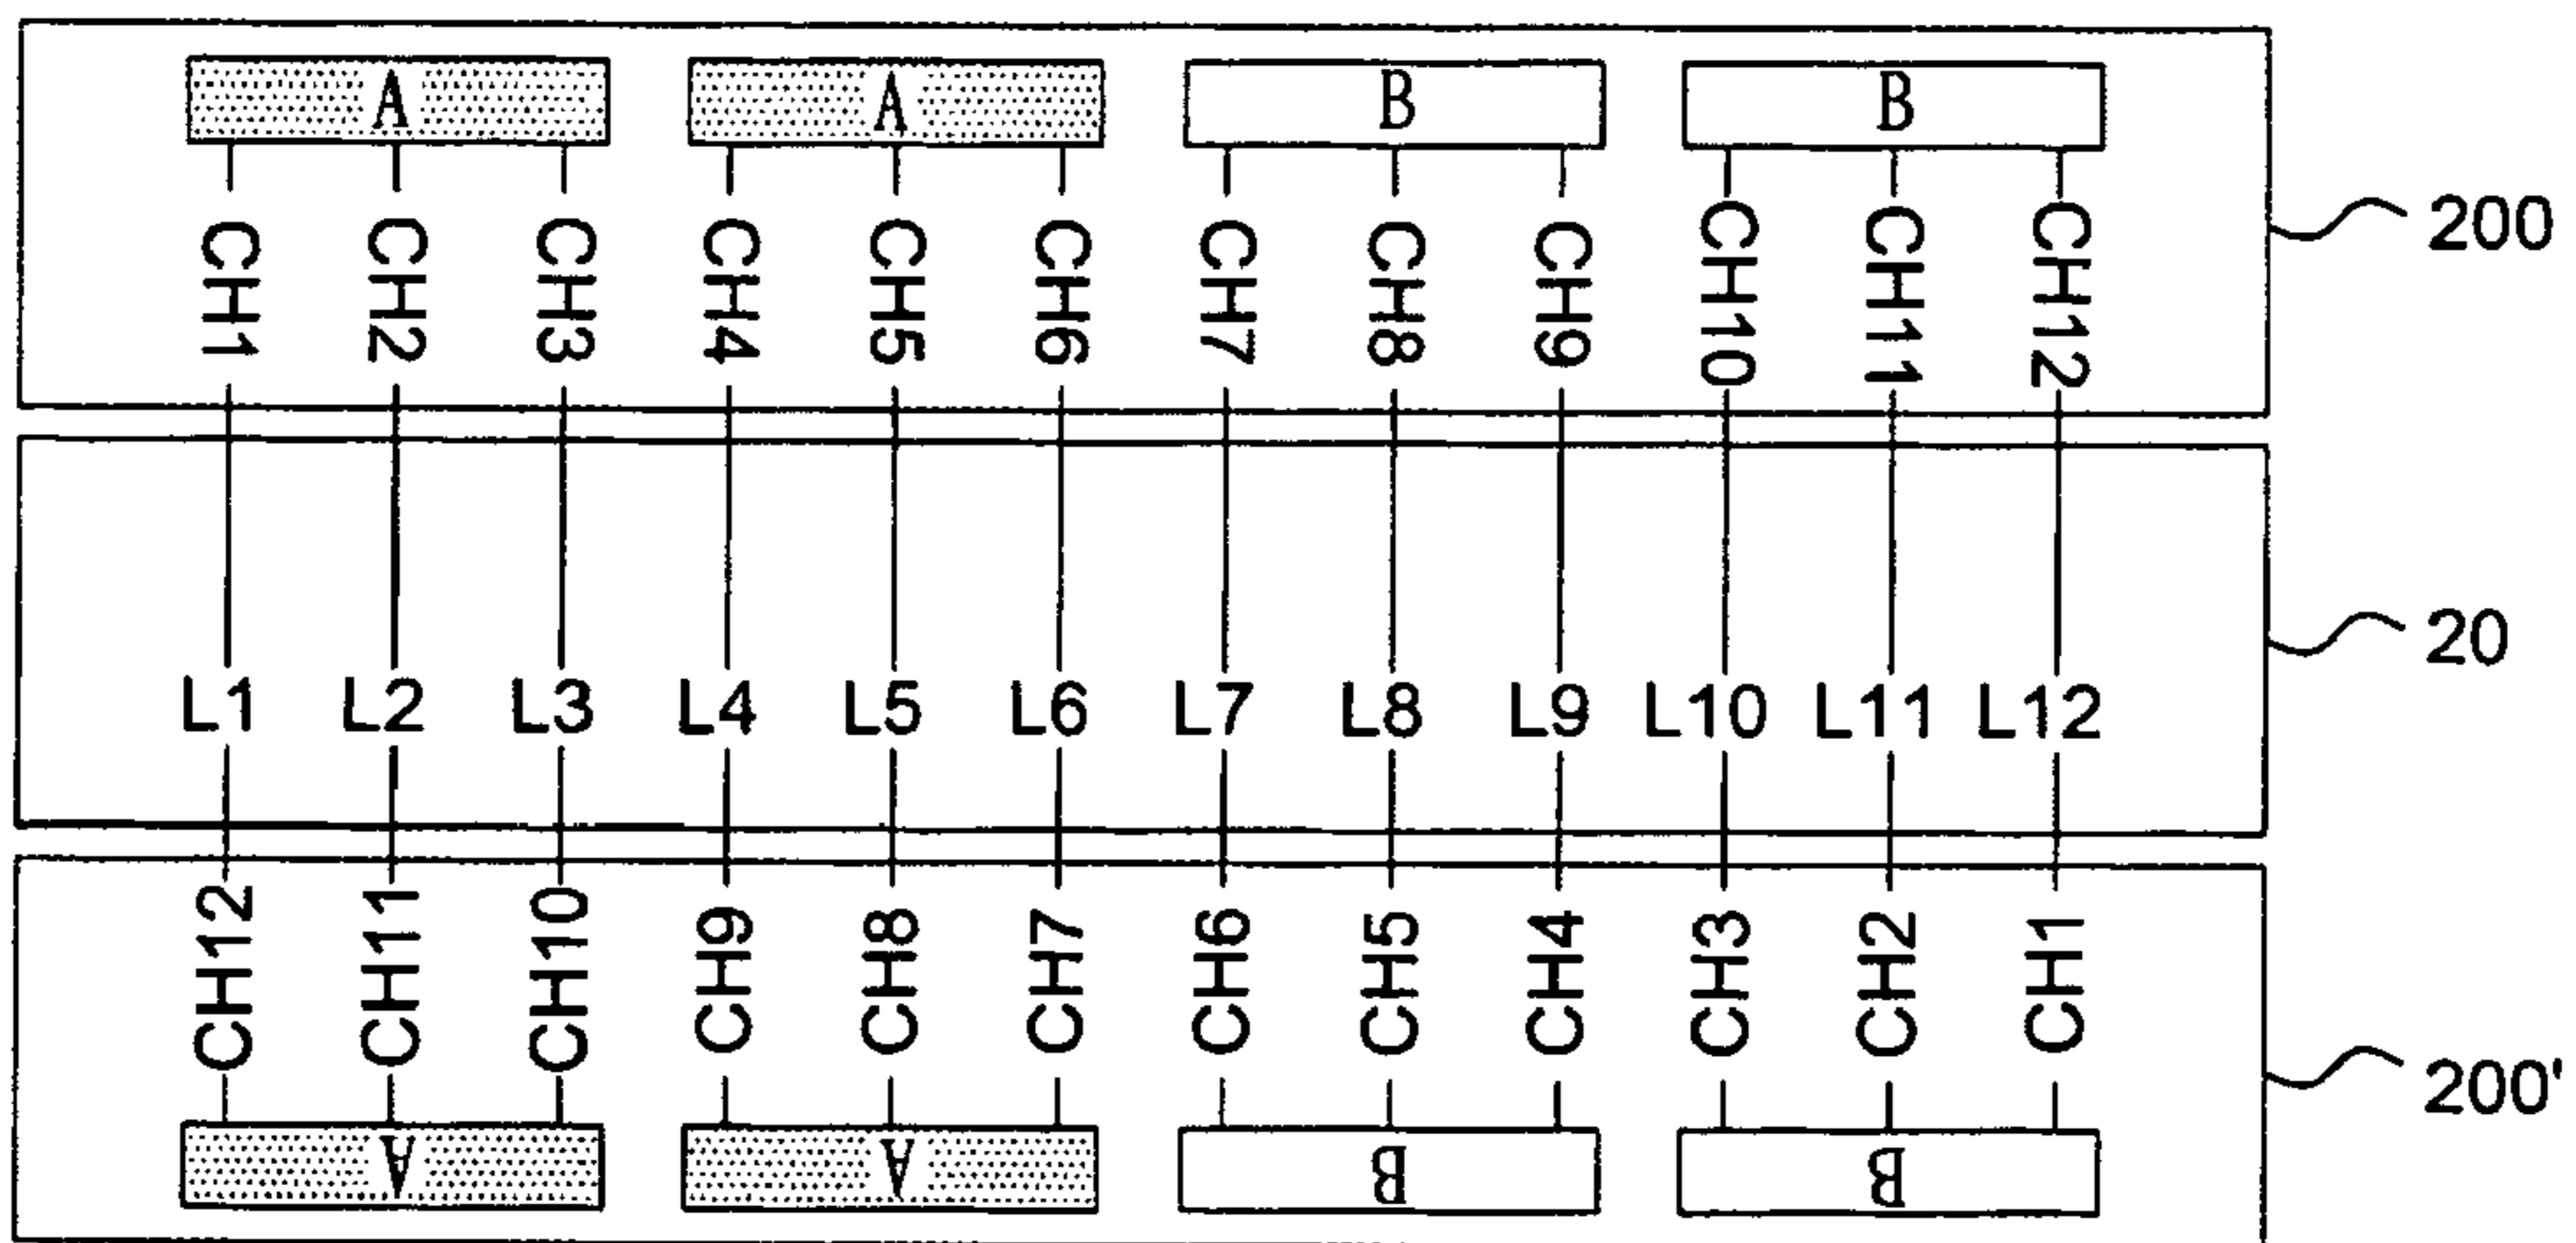 A A B B
CH1 CH2 CH3 CH4 CH5 CH6 CH7 CH8 CH9 CH10 CH11 CH12
200
20
L1 L2 L3 L4 L5 L6 L7 L8 L9 L10 L11 L12
CH12 CH11 CH10 CH9 CH8 CH7 CH6 CH5 CH4 CH3 CH2 CH1
200'
A A B B